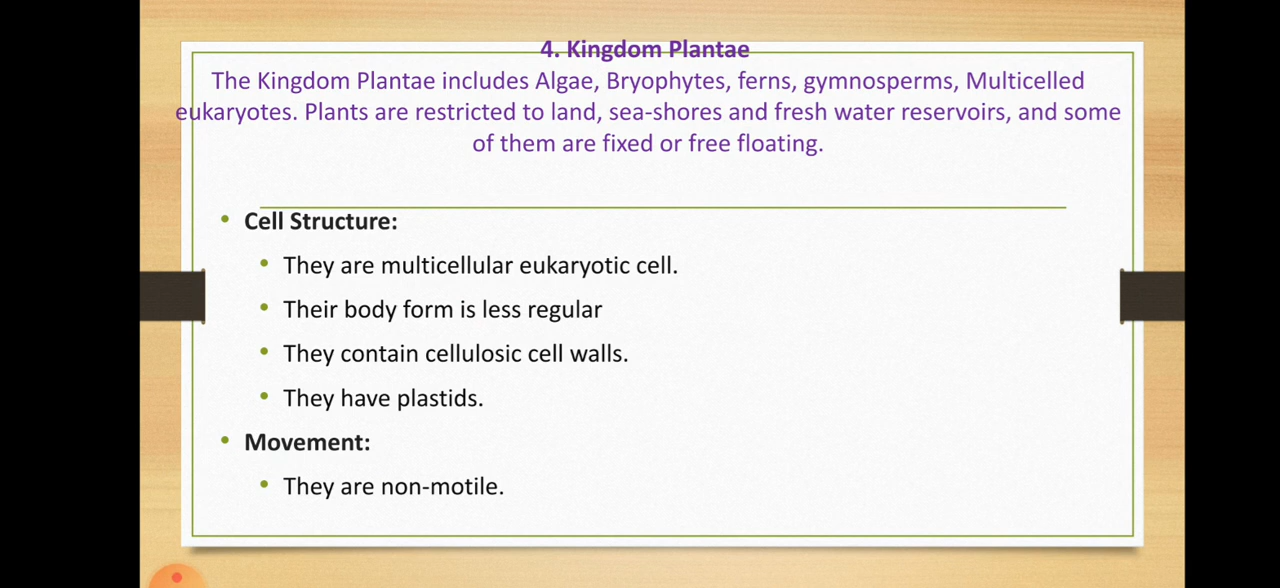 4. Kingdom Plantae
The Kingdom Plantae includes Algae, Bryophytes, ferns, gymnosperms, Multicelled
eukaryotes. Plants are restricted to land, sea-shores and fresh water reservoirs, and some
of them are fixed or free floating.
• Cell Structure:
• They are multicellular eukaryotic cell.
• Their body form is less regular
• They contain cellulosic cell walls.
• They have plastids.
• Movement:
• They are non-motile.